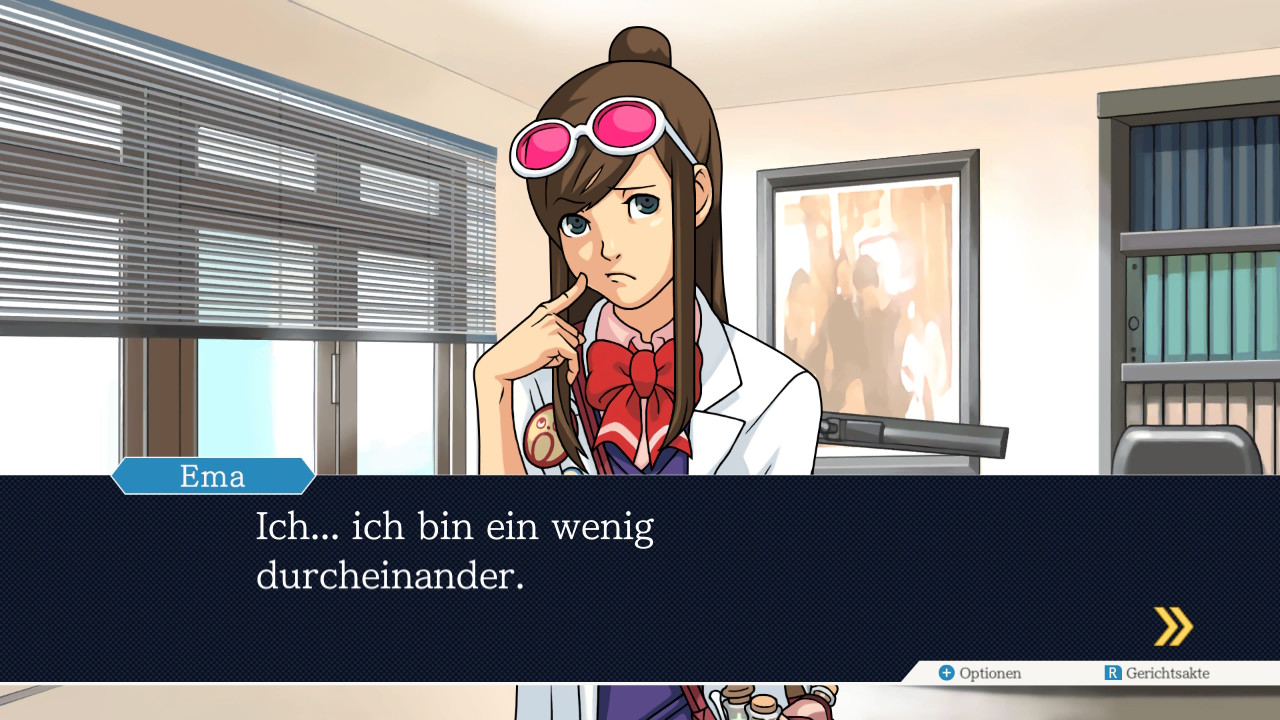 Ema
Ich... ich bin ein wenig
durcheinander.
+ Optionen
R Gerichtsakte